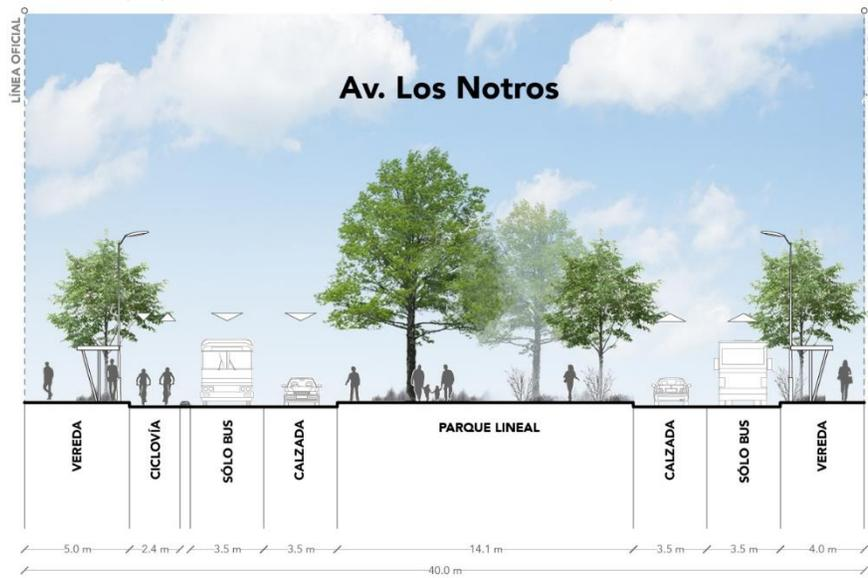 LÍNEA OFICIAL
Av. Los Notros
VEREDA
CICLOVÍA
SÓLO BUS
CALZADA
PARQUE LINEAL
CALZADA
SÓLO BUS
VEREDA
5.0 m
2.4 m
3.5 m
3.5 m
14.1 m
3.5 m
3.5 m
4.0 m
40.0 m